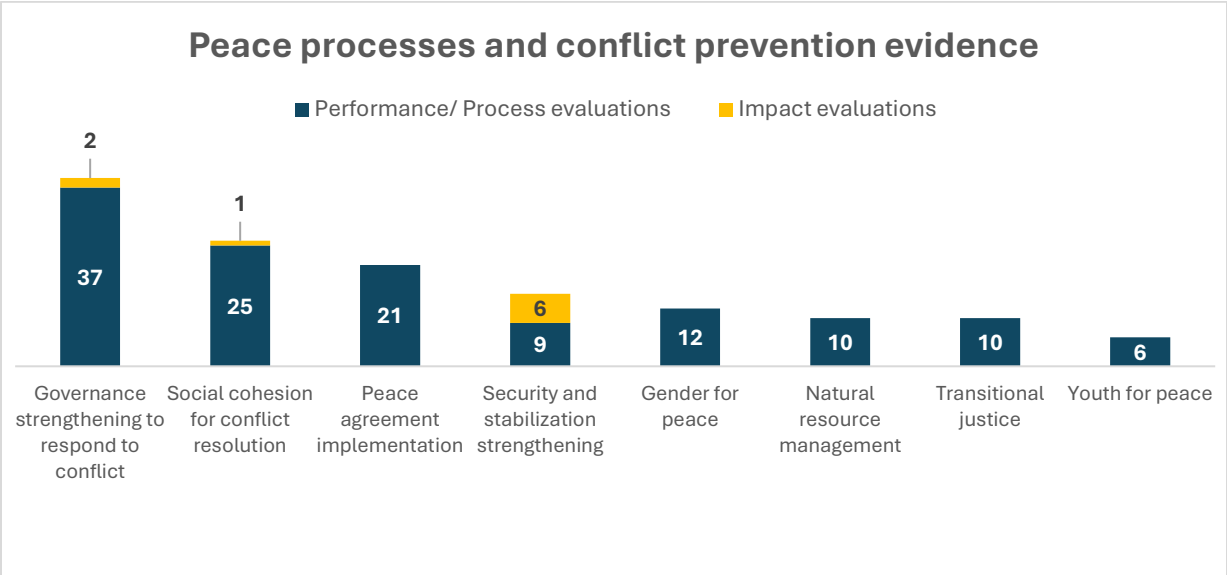 Peace processes and conflict prevention evidence
Performance/ Process evaluations
Impact evaluations
2
37
1
25
21
6
9
12
10
10
6
Governance
strengthening to
respond to
conflict
Social cohesion
for conflict
resolution
Peace
agreement
implementation
Security and
stabilization
strengthening
Gender for
peace
Natural
resource
management
Transitional
justice
Youth for peace